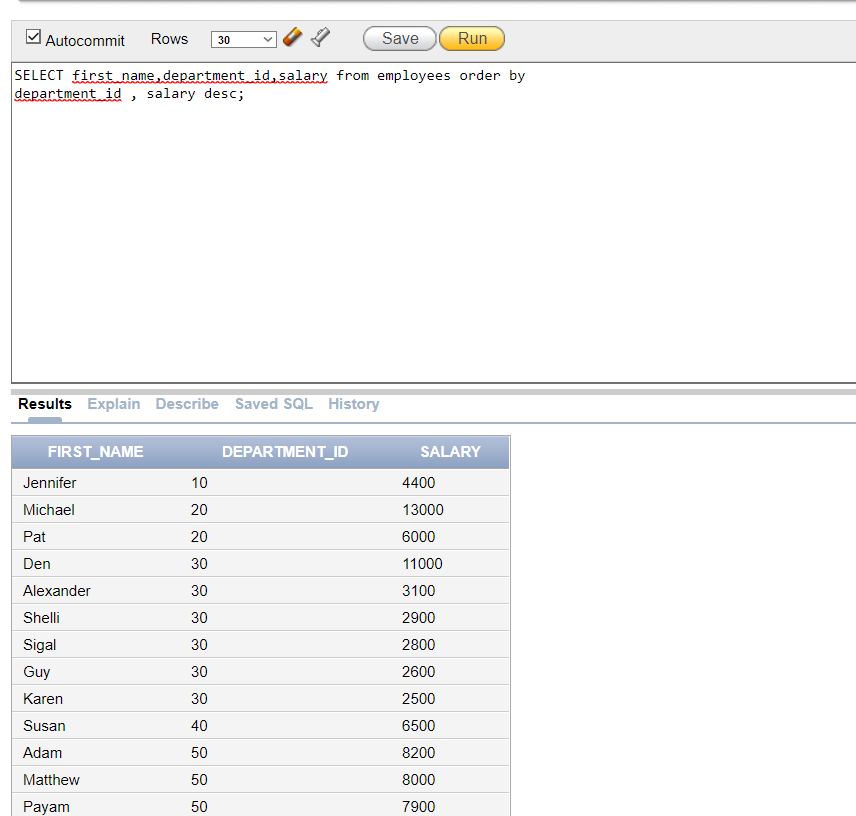 Autocommit Rows 30 Save Run
SELECT first_name,department_id,salary from employees order by
department_id , salary desc;
Results Explain Describe Saved SQL History
FIRST_NAME DEPARTMENT_ID SALARY
Jennifer 10 4400
Michael 20 13000
Pat 20 6000
Den 30 11000
Alexander 30 3100
Shelli 30 2900
Sigal 30 2800
Guy 30 2600
Karen 30 2500
Susan 40 6500
Adam 50 8200
Matthew 50 8000
Payam 50 7900